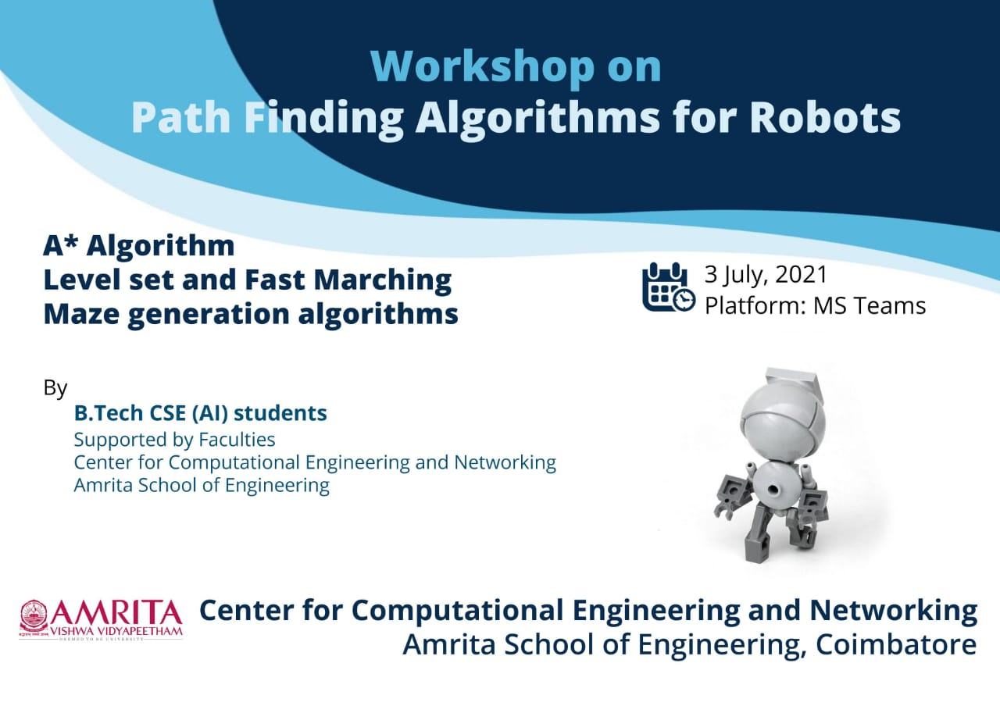 Workshop on
Path Finding Algorithms for Robots
A* Algorithm
Level set and Fast Marching
Maze generation algorithms
3 July, 2021
Platform: MS Teams
By
B.Tech CSE (AI) students
Supported by Faculties
Center for Computational Engineering and Networking
Amrita School of Engineering
AMRITA
VISHWA VIDYAPEETHAM
DEEMED TO BE UNIVERSITY
Center for Computational Engineering and Networking
Amrita School of Engineering, Coimbatore